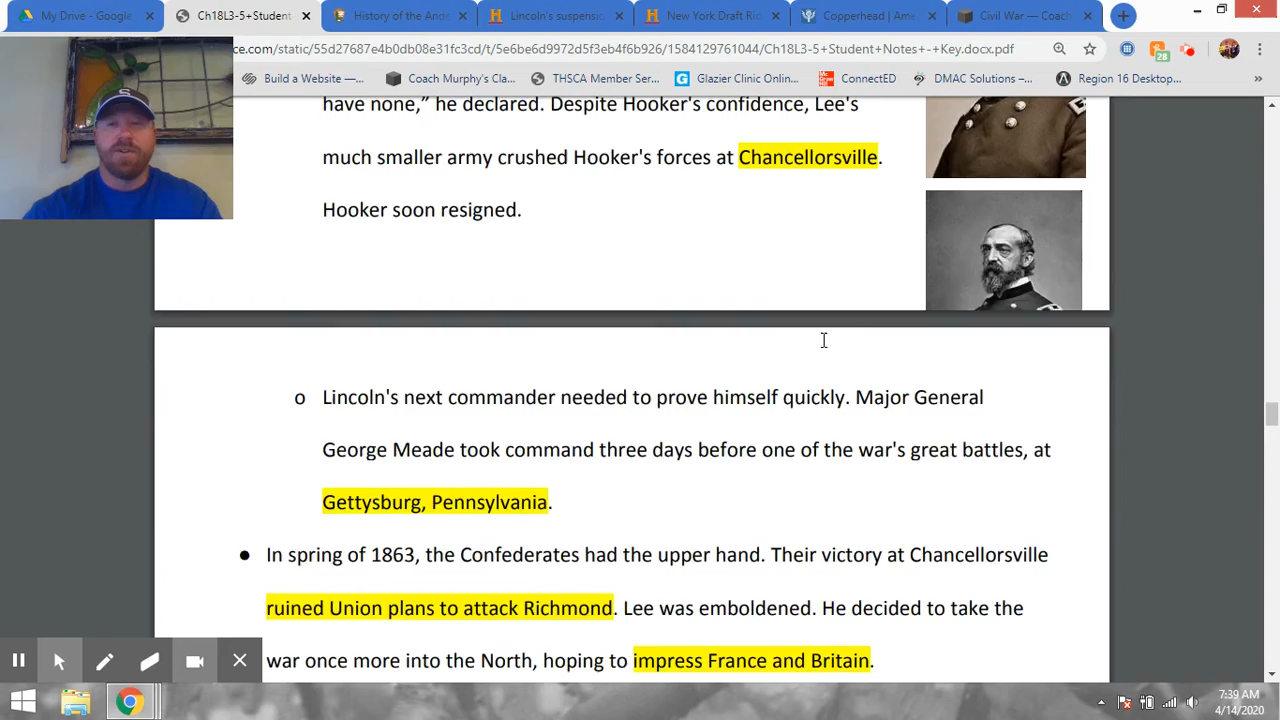 My Drive - Google
Ch18L3-5+Student
History of the And
Lincoln's suspensio
New York Draft Rio
Copperhead | Ame
Civil War — Coach
ce.com/static/55d27687e4b0db08e31fc3cd/t/5e6be6d9972d5f3eb4f6b926/1584129761044/Ch18L3-5+Student+Notes+-+Key.docx.pdf
28
Build a Website —...
Coach Murphy's Cla...
THSCA Member Ser...
Glazier Clinic Onlin...
ConnectED
DMAC Solutions –...
Region 16 Desktop...
»
have none,” he declared. Despite Hooker's confidence, Lee's
much smaller army crushed Hooker's forces at Chancellorsville.
Hooker soon resigned.
o Lincoln's next commander needed to prove himself quickly. Major General
George Meade took command three days before one of the war's great battles, at
Gettysburg, Pennsylvania.
● In spring of 1863, the Confederates had the upper hand. Their victory at Chancellorsville
ruined Union plans to attack Richmond. Lee was emboldened. He decided to take the
war once more into the North, hoping to impress France and Britain.
7:39 AM
4/14/2020